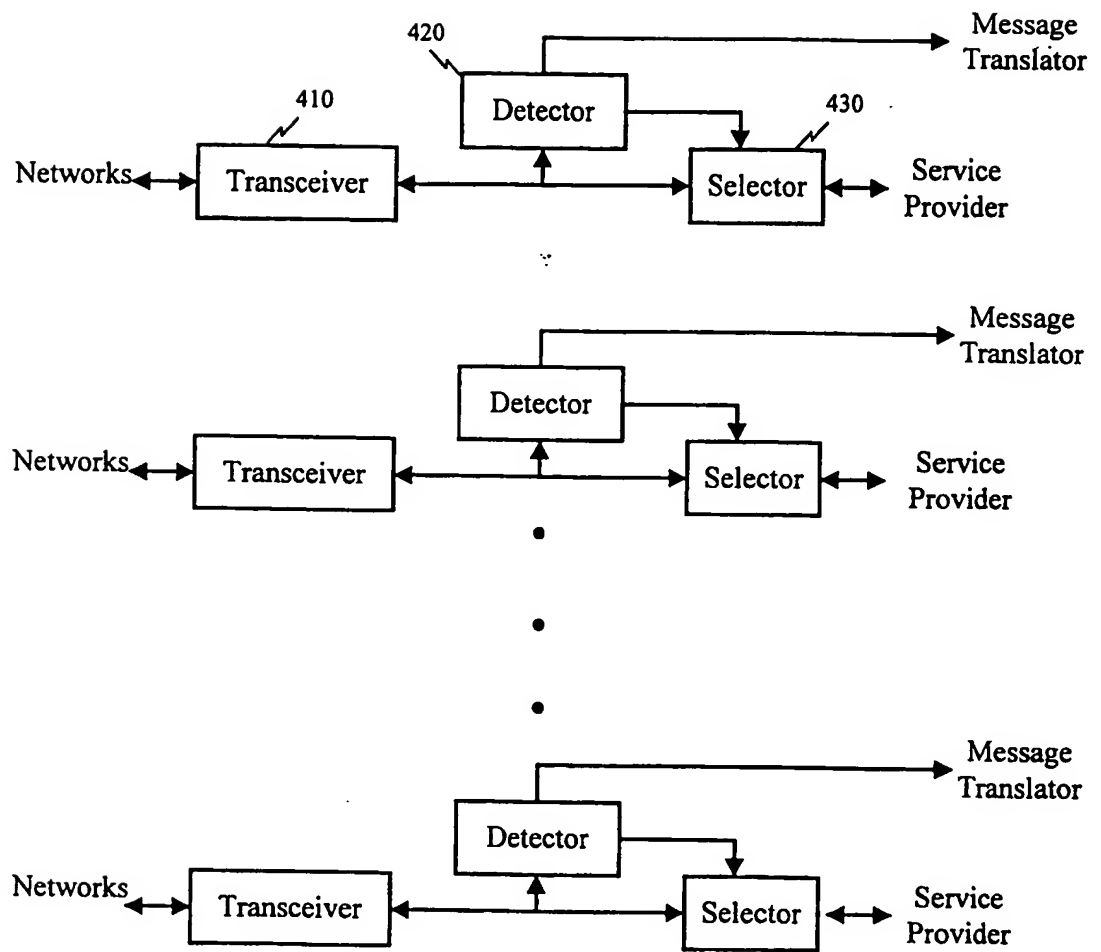 420
Message
Translator
Detector
410
430
Networks
Transceiver
Selector
Service
Provider
Message
Translator
Detector
Networks
Transceiver
Selector
Service
Provider
Message
Translator
Detector
Networks
Transceiver
Selector
Service
Provider